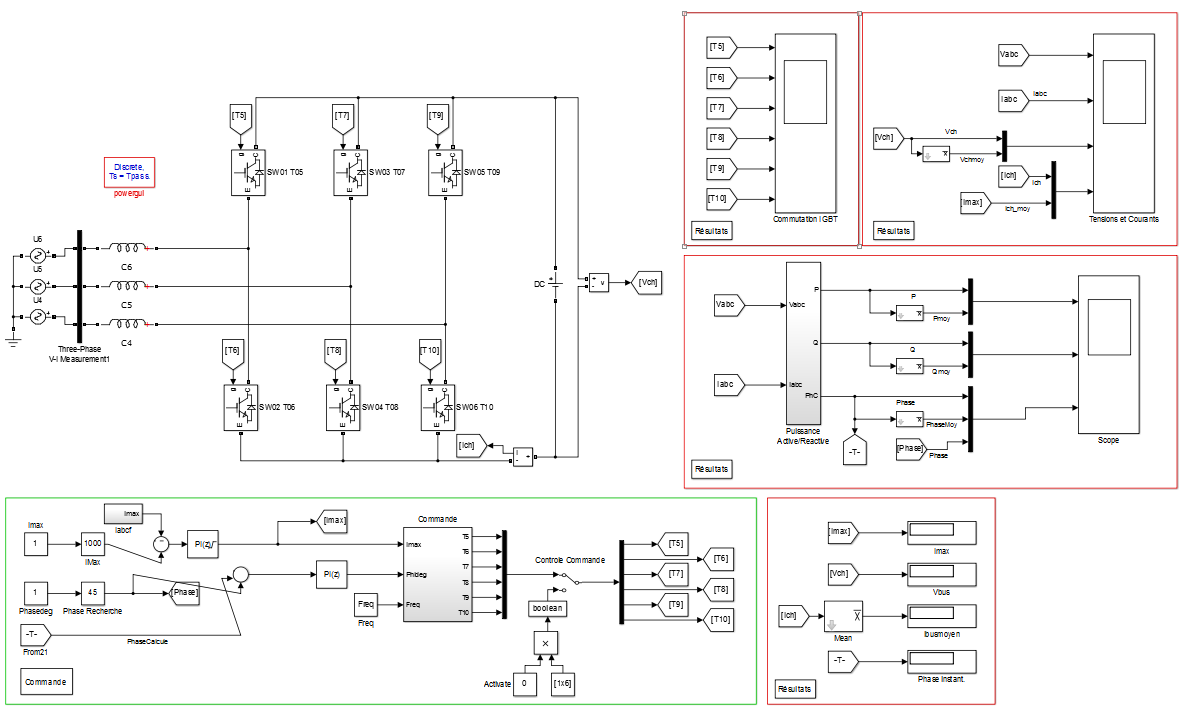 [T5]
[T7]
[T9]
SW01 T05
SW03 T07
SW05 T09
g
C
E
g
C
E
g
C
E
Discrete,
Ts = Tpas s.
powergui
U6
U5
U4
C6
C5
C4
Three-Phase
V-I Measurement1
DC
+
-
v
[Vch]
[T6]
[T8]
[T10]
SW02 T06
SW04 T08
SW06 T10
g
C
E
g
C
E
g
C
E
[Ich]
i
+
-
[T5]
[T6]
[T7]
[T8]
[T9]
[T10]
Commutation IGBT
Résultats
Vabc
Iabc
Iabc
[Vch]
Vch
Vchmoy
[Ich]
Ich
[Imax]
Ich_moy
Tensions et Courants
Résultats
Vabc
Iabc
Vabc
Iabc
P
Q
PhC
Puissance
Active/Reactive
P
Pmoy
Q
Qmoy
Phase
PhaseMoy
[Phase]
Phase
-T-
Scope
Résultats
Imax
1
1000
IMax
Imax
Iabcf
PI(z)
[Imax]
Commande
Imax
Phideg
Freq
T5
T6
T7
T8
T9
T10
1
Phasedeg
45
Phase Recherche
[Phase]
PI(z)
Freq
Freq
-T-
From21
PhaseCalcule
Commande
Controle Commande
boolean
×
Activate
0
[1x6]
[T5]
[T6]
[T7]
[T8]
[T9]
[T10]
[Imax]
Imax
[Vch]
Vbus
[Ich]
Mean
Ibusmoyen
-T-
Phase Instant.
Résultats